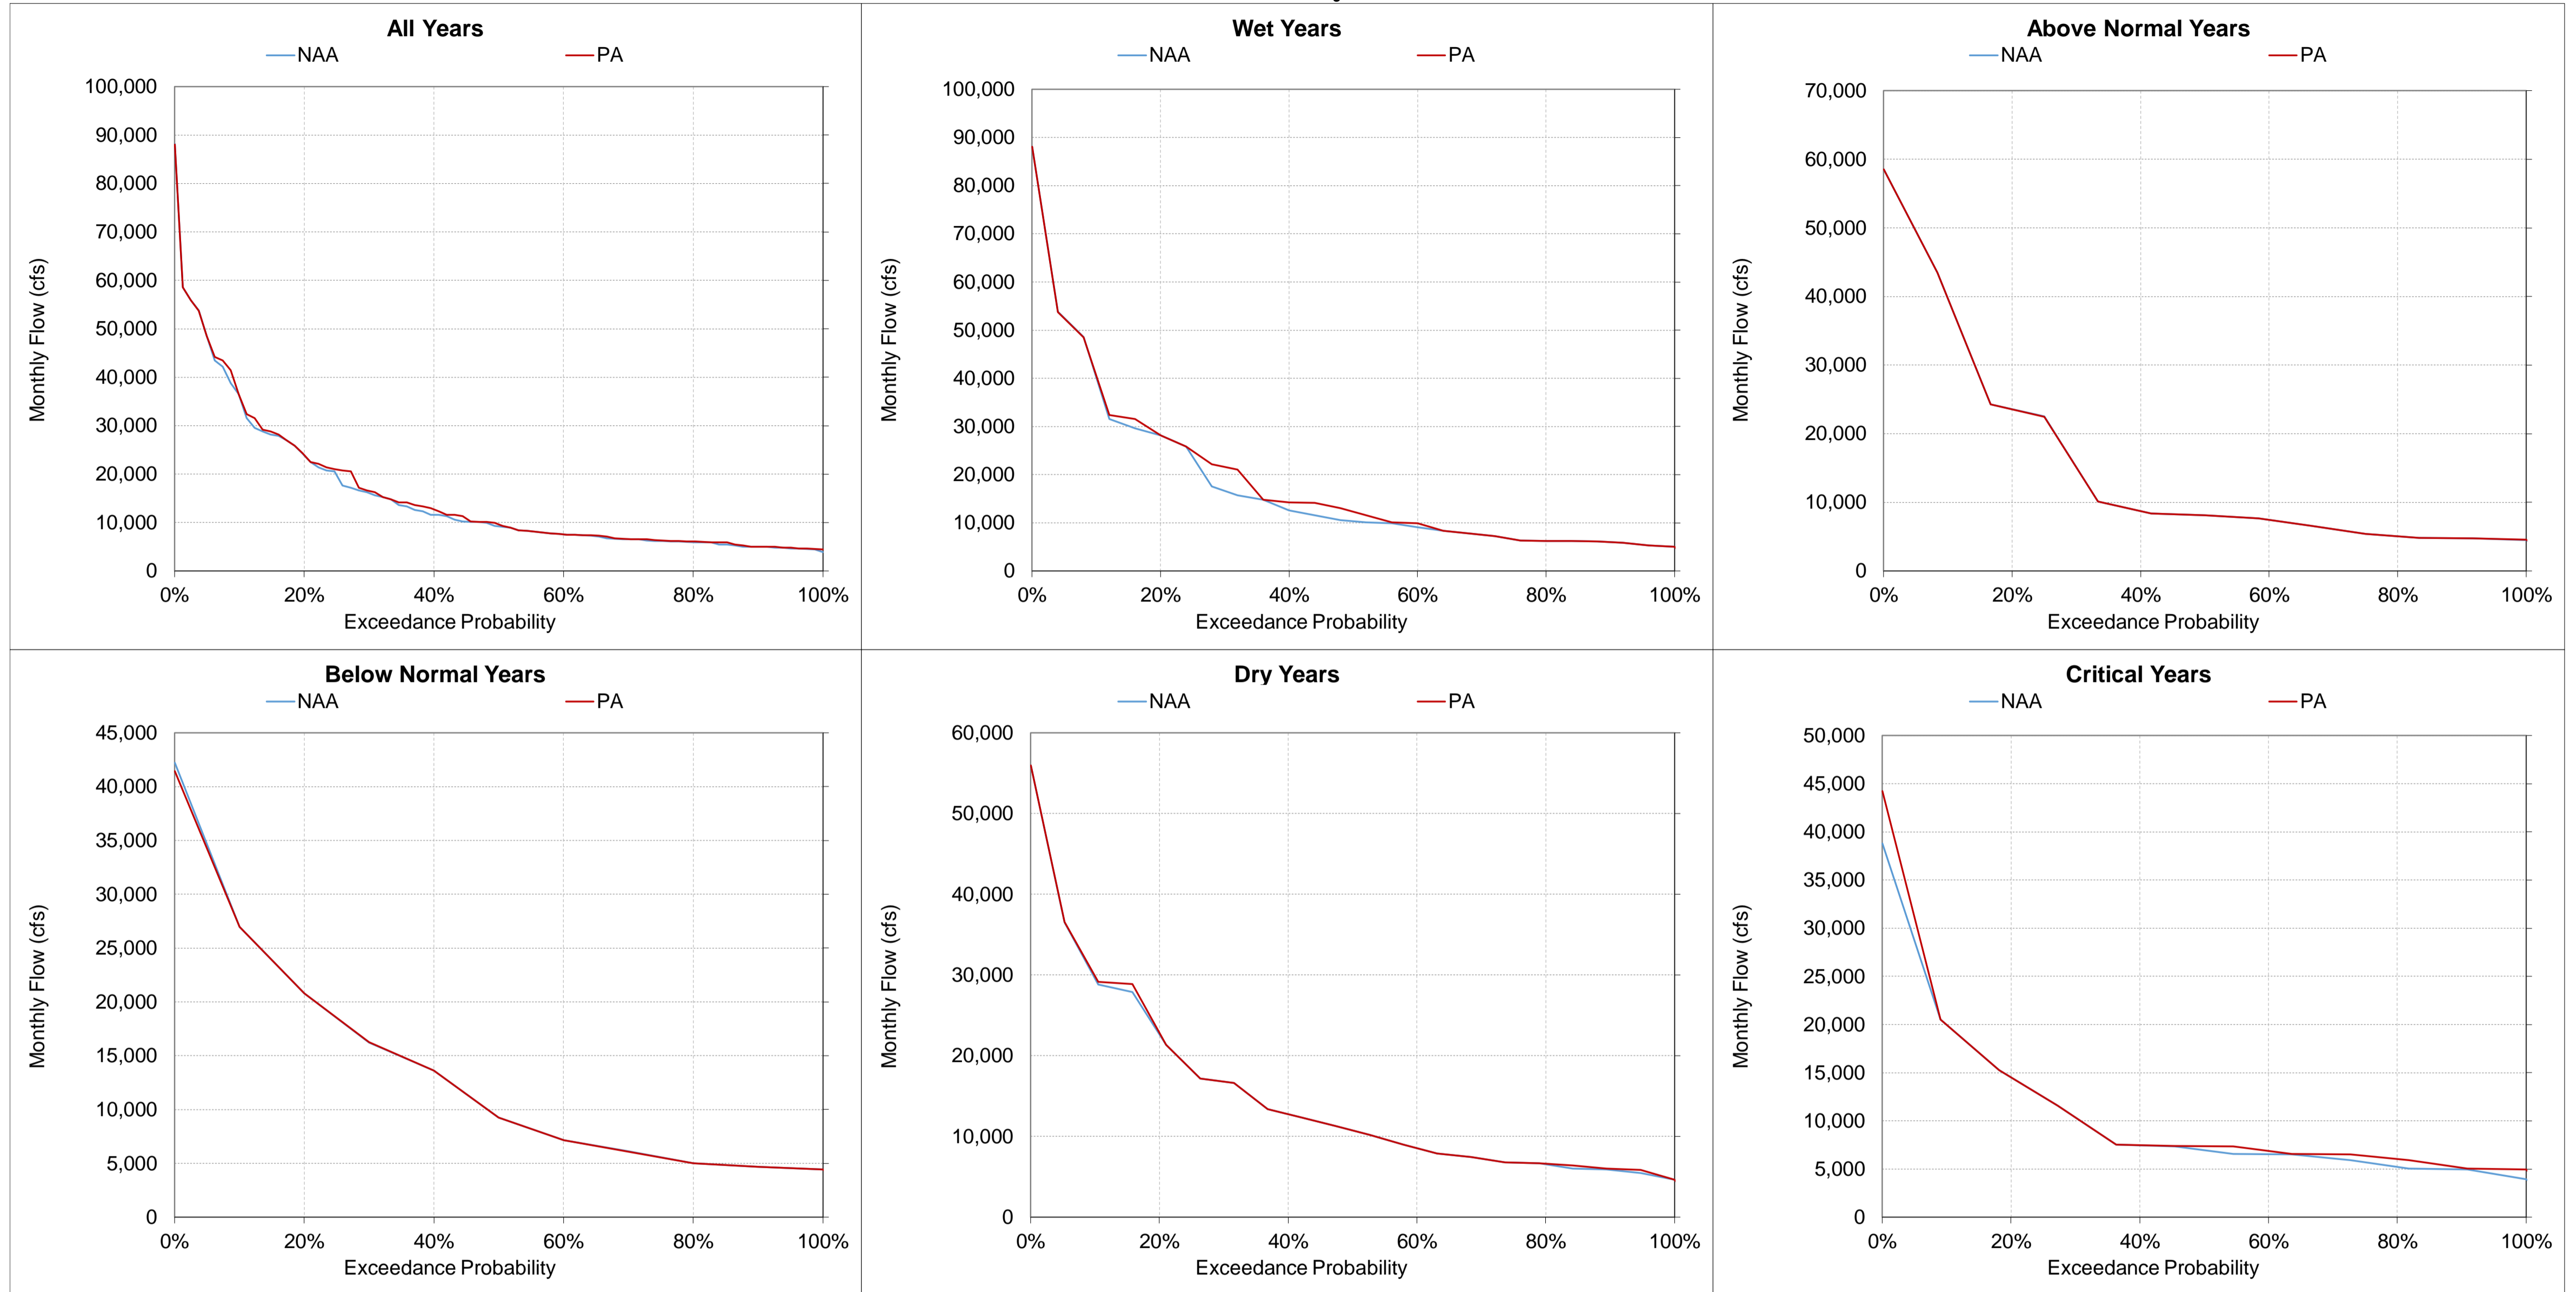 All Years
NAA PA
100,000
90,000
80,000
70,000
60,000
50,000
40,000
30,000
20,000
10,000
0
Monthly Flow (cfs)
0% 20% 40% 60% 80% 100%
Exceedance Probability
Wet Years
NAA PA
100,000
90,000
80,000
70,000
60,000
50,000
40,000
30,000
20,000
10,000
0
Monthly Flow (cfs)
0% 20% 40% 60% 80% 100%
Exceedance Probability
Above Normal Years
NAA PA
70,000
60,000
50,000
40,000
30,000
20,000
10,000
0
Monthly Flow (cfs)
0% 20% 40% 60% 80% 100%
Exceedance Probability
Below Normal Years
NAA PA
45,000
40,000
35,000
30,000
25,000
20,000
15,000
10,000
5,000
0
Monthly Flow (cfs)
0% 20% 40% 60% 80% 100%
Exceedance Probability
Dry Years
NAA PA
60,000
50,000
40,000
30,000
20,000
10,000
0
Monthly Flow (cfs)
0% 20% 40% 60% 80% 100%
Exceedance Probability
Critical Years
NAA PA
50,000
45,000
40,000
35,000
30,000
25,000
20,000
15,000
10,000
5,000
0
Monthly Flow (cfs)
0% 20% 40% 60% 80% 100%
Exceedance Probability